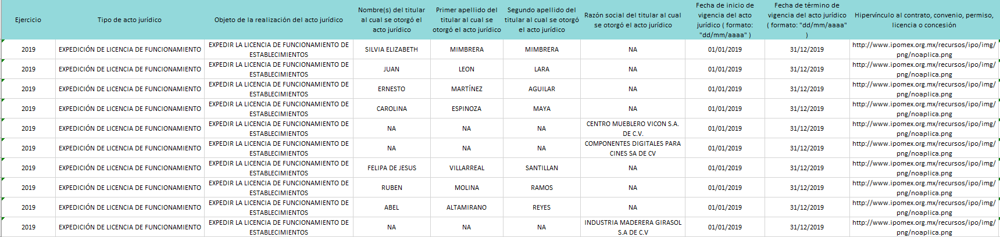 Ejercicio
Tipo de acto jurídico
Objeto de la realización del acto jurídico
Nombre(s) del titular
al cual se otorgó el
acto jurídico
Primer apellido del
titular al cual se
otorgó el acto jurídico
Segundo apellido del
titular al cual se otorgó
el acto jurídico
Razón social del titular al cual
se otorgó el acto jurídico
Fecha de inicio de
vigencia del acto
jurídico ( formato:
"dd/mm/aaaa" )
Fecha de término de
vigencia del acto jurídico
( formato: "dd/mm/aaaa"
)
Hipervínculo al contrato, convenio, permiso,
licencia o concesión
2019
EXPEDICIÓN DE LICENCIA DE FUNCIONAMIENTO
EXPEDIR LA LICENCIA DE FUNCIONAMIENTO DE
ESTABLECIMIENTOS
SILVIA ELIZABETH
MIMBRERA
MIMBRERA
NA
01/01/2019
31/12/2019
http://www.ipomex.org.mx/recursos/ipo/img/
png/noaplica.png
2019
EXPEDICIÓN DE LICENCIA DE FUNCIONAMIENTO
EXPEDIR LA LICENCIA DE FUNCIONAMIENTO DE
ESTABLECIMIENTOS
JUAN
LEON
LARA
NA
01/01/2019
31/12/2019
http://www.ipomex.org.mx/recursos/ipo/img/
png/noaplica.png
2019
EXPEDICIÓN DE LICENCIA DE FUNCIONAMIENTO
EXPEDIR LA LICENCIA DE FUNCIONAMIENTO DE
ESTABLECIMIENTOS
ERNESTO
MARTÍNEZ
AGUILAR
NA
01/01/2019
31/12/2019
http://www.ipomex.org.mx/recursos/ipo/img/
png/noaplica.png
2019
EXPEDICIÓN DE LICENCIA DE FUNCIONAMIENTO
EXPEDIR LA LICENCIA DE FUNCIONAMIENTO DE
ESTABLECIMIENTOS
CAROLINA
ESPINOZA
MAYA
NA
01/01/2019
31/12/2019
http://www.ipomex.org.mx/recursos/ipo/img/
png/noaplica.png
2019
EXPEDICIÓN DE LICENCIA DE FUNCIONAMIENTO
EXPEDIR LA LICENCIA DE FUNCIONAMIENTO DE
ESTABLECIMIENTOS
NA
NA
NA
CENTRO MUEBLERO VICON S.A.
DE C.V.
01/01/2019
31/12/2019
http://www.ipomex.org.mx/recursos/ipo/img/
png/noaplica.png
2019
EXPEDICIÓN DE LICENCIA DE FUNCIONAMIENTO
EXPEDIR LA LICENCIA DE FUNCIONAMIENTO DE
ESTABLECIMIENTOS
NA
NA
NA
COMPONENTES DIGITALES PARA
CINES SA DE CV
01/01/2019
31/12/2019
http://www.ipomex.org.mx/recursos/ipo/img/
png/noaplica.png
2019
EXPEDICIÓN DE LICENCIA DE FUNCIONAMIENTO
EXPEDIR LA LICENCIA DE FUNCIONAMIENTO DE
ESTABLECIMIENTOS
FELIPA DE JESUS
VILLARREAL
SANTILLAN
NA
01/01/2019
31/12/2019
http://www.ipomex.org.mx/recursos/ipo/img/
png/noaplica.png
2019
EXPEDICIÓN DE LICENCIA DE FUNCIONAMIENTO
EXPEDIR LA LICENCIA DE FUNCIONAMIENTO DE
ESTABLECIMIENTOS
RUBEN
MOLINA
RAMOS
NA
01/01/2019
31/12/2019
http://www.ipomex.org.mx/recursos/ipo/img/
png/noaplica.png
2019
EXPEDICIÓN DE LICENCIA DE FUNCIONAMIENTO
EXPEDIR LA LICENCIA DE FUNCIONAMIENTO DE
ESTABLECIMIENTOS
ABEL
ALTAMIRANO
REYES
NA
01/01/2019
31/12/2019
http://www.ipomex.org.mx/recursos/ipo/img/
png/noaplica.png
2019
EXPEDICIÓN DE LICENCIA DE FUNCIONAMIENTO
EXPEDIR LA LICENCIA DE FUNCIONAMIENTO DE
ESTABLECIMIENTOS
NA
NA
NA
INDUSTRIA MADERERA GIRASOL
S.A DE C.V
01/01/2019
31/12/2019
http://www.ipomex.org.mx/recursos/ipo/img/
png/noaplica.png